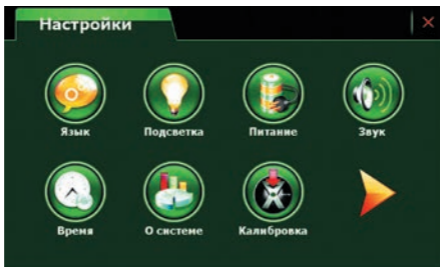 Настройки
Язык
Подсветка
Питание
Звук
Время
О системе
Калибровка